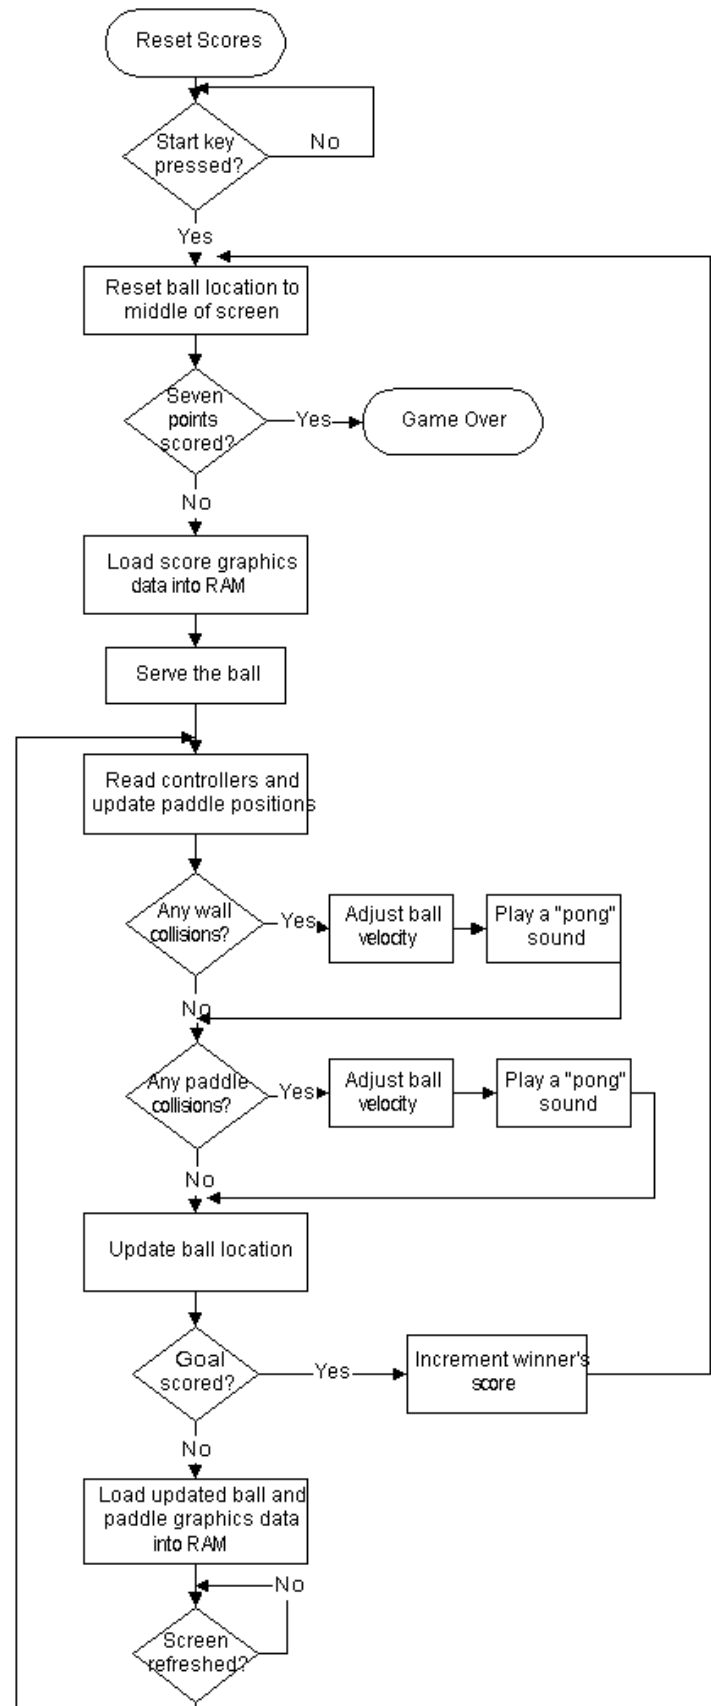 Reset Scores
Start key
pressed?
No
Yes
Reset ball location to
middle of screen
Seven
points
scored?
Yes
Game Over
No
Load score graphics
data into RAM
Serve the ball
Read controllers and
update paddle positions
Any wall
collisions?
Yes
Adjust ball
velocity
Play a "pong"
sound
No
Any paddle
collisions?
Yes
Adjust ball
velocity
Play a "pong"
sound
No
Update ball location
Goal
scored?
Yes
Increment winner's
score
No
Load updated ball and
paddle graphics data
into RAM
No
Screen
refreshed?